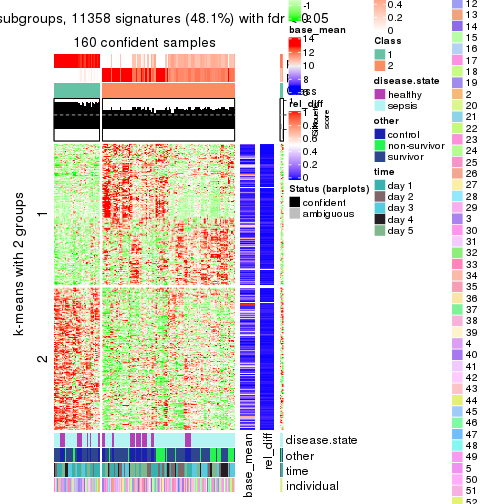 subgroups, 11358 signatures (48.1%) with fdr < 0.05
160 confident samples
k-means with 2 groups
1
2
-1
base_mean
14
12
10
8
rel_diff
1
0.8
0.6
0.4
0.2
0
Status (barplots)
confident
ambiguous
0.4
0.2
0
Class
1
2
disease.state
healthy
sepsis
other
control
non-survivor
survivor
time
day 1
day 2
day 3
day 4
day 5
base_mean
rel_diff
disease.state
other
time
individual
12
13
14
15
16
17
18
19
2
20
21
22
23
24
25
26
27
28
29
3
30
31
32
33
34
35
36
37
38
39
4
40
41
42
43
44
45
46
47
48
49
5
50
51
52